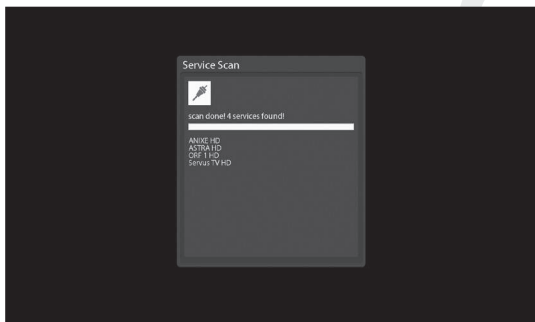 Service Scan
scan done! 4 services found!
ANIXE HD
ASTRA HD
ORF 1 HD
Servus TV HD